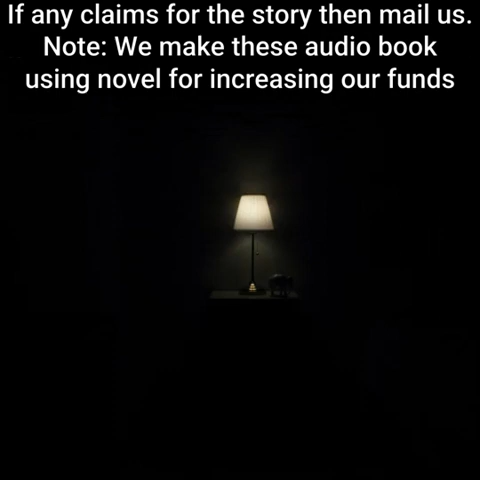 If any claims for the story then mail us.
Note: We make these audio book
using novel for increasing our funds